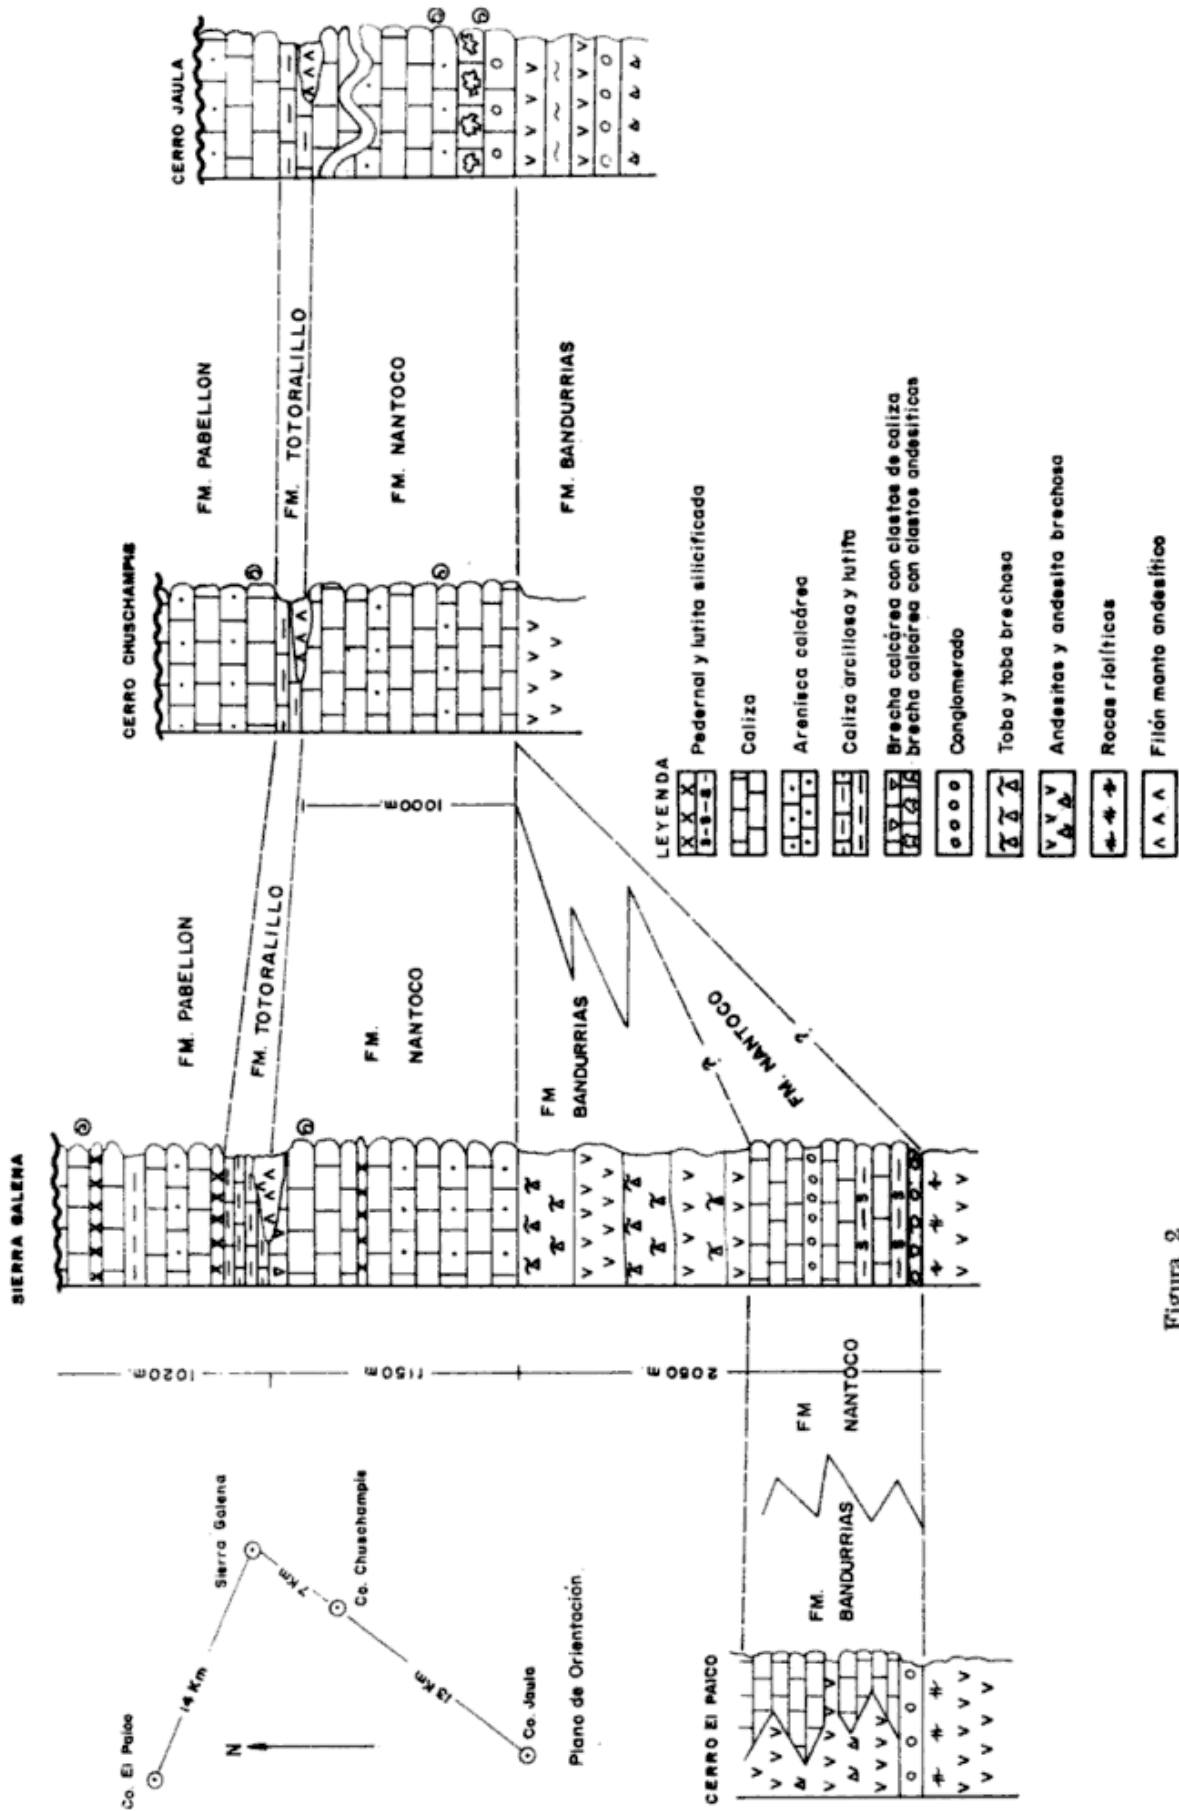 Co. El Paico
14 Km
Sierra Galena
7 Km
Co. Chuschampis
13 Km
Co. Jaula
N
Plano de Orientación
CERRO El PAICO
FM.
BANDURRIAS
FM
NANTOCO
SIERRA GALENA
1020 m.
1150 m.
2080 m.
FM. PABELLON
FM. TOTORALILLO
FM.
NANTOCO
FM
BANDURRIAS
FM. NANTOCO
?
?
1000 m.
CERRO CHUSCHAMPIS
FM. PABELLON
FM. TOTORALILLO
FM. NANTOCO
FM. BANDURRIAS
CERRO JAULA
LEYENDA
Pedernal y lutita silicificada
Caliza
Arenisca calcárea
Caliza arcillosa y lutita
Brecha calcárea con clastos de caliza
brecha calcárea con clastos andesíticos
Conglomerado
Toba y toba brechosa
Andesitas y andesita brechosa
Rocas riolíticas
Filón manto andesítico
Figura 2